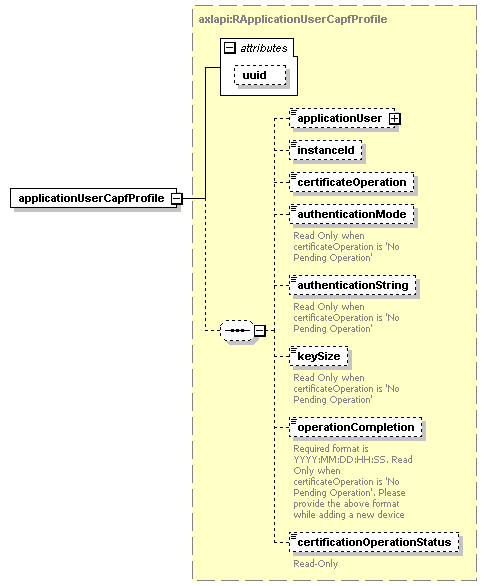 axlapi:RApplicationUserCapfProfile
attributes
uuid
applicationUser
instanceId
certificateOperation
applicationUserCapfProfile
authenticationMode
Read Only when
certificateOperation is 'No
Pending Operation'
authenticationString
Read Only when
certificateOperation is 'No
Pending Operation'
keySize
Read Only when
certificateOperation is 'No
Pending Operation'
operationCompletion
Required format is
YYYY:MM:DD:HH:SS. Read
Only when
certificateOperation is 'No
Pending Operation'. Please
provide the above format
while adding a new device
certificationOperationStatus
Read-Only